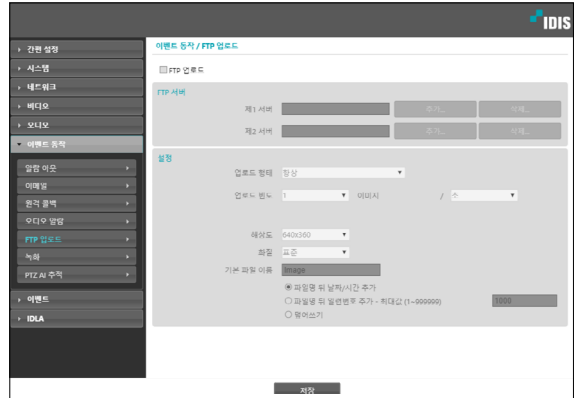 IDIS
간편 설정
시스템
네트워크
비디오
오디오
이벤트 동작
알람 아웃
이메일
원격 콜백
오디오 알람
FTP 업로드
녹화
PTZ AI 추적
이벤트
IDLA
이벤트 동작 / FTP 업로드
FTP 업로드
FTP 서버
제1 서버 추가... 삭제...
제2 서버 추가... 삭제...
설정
업로드 형태 항상
업로드 빈도 1 이미지 / 초
해상도 640x360
화질 표준
기본 파일 이름 Image
파일명 뒤 날짜/시간 추가
파일명 뒤 일련번호 추가 - 최대값 (1~999999) 1000
덮어쓰기
저장